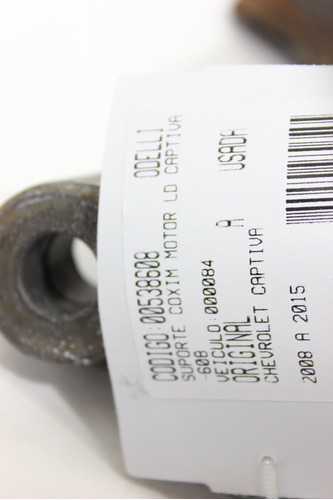 CODIGO:00538608 ODELLI
SUPORTE COXIM MOTOR LD CAPTIVA
-608
VEICULO:000084 A USADA
ORIGINAL
CHEVROLET CAPTIVA
2008 A 2015